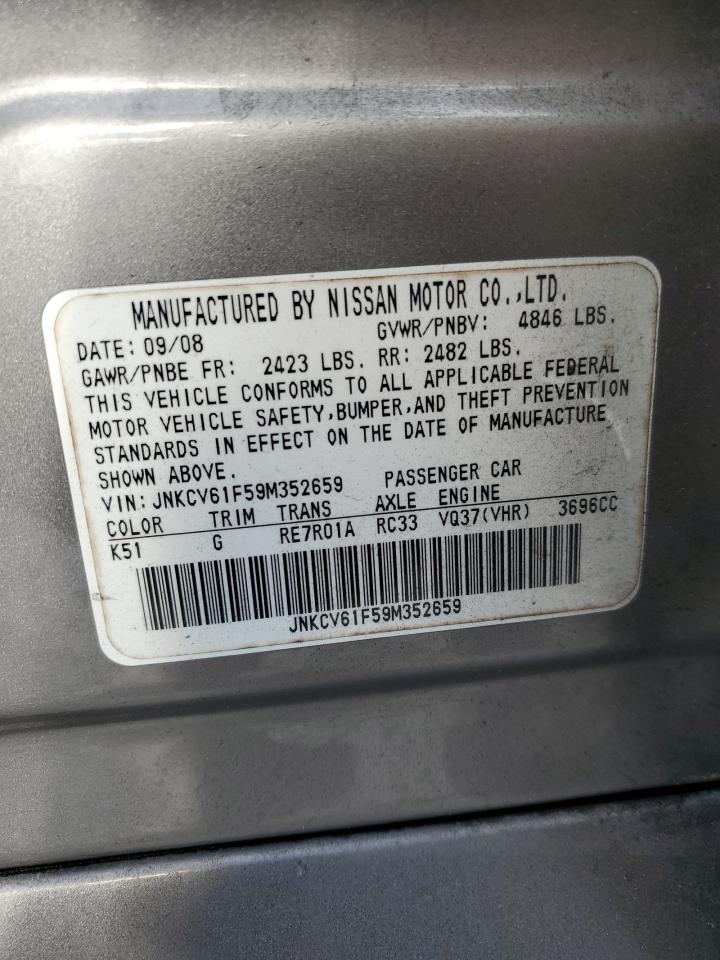 MANUFACTURED BY NISSAN MOTOR CO.,LTD.
DATE: 09/08 GVWR/PNBV: 4846 LBS.
GAWR/PNBE FR: 2423 LBS. RR: 2482 LBS.
THIS VEHICLE CONFORMS TO ALL APPLICABLE FEDERAL
MOTOR VEHICLE SAFETY,BUMPER,AND THEFT PREVENTION
STANDARDS IN EFFECT ON THE DATE OF MANUFACTURE
SHOWN ABOVE.
VIN: JNKCV61F59M352659 PASSENGER CAR
COLOR TRIM TRANS AXLE ENGINE
K51 G RE7R01A RC33 VQ37(VHR) 3696CC
JNKCV61F59M352659